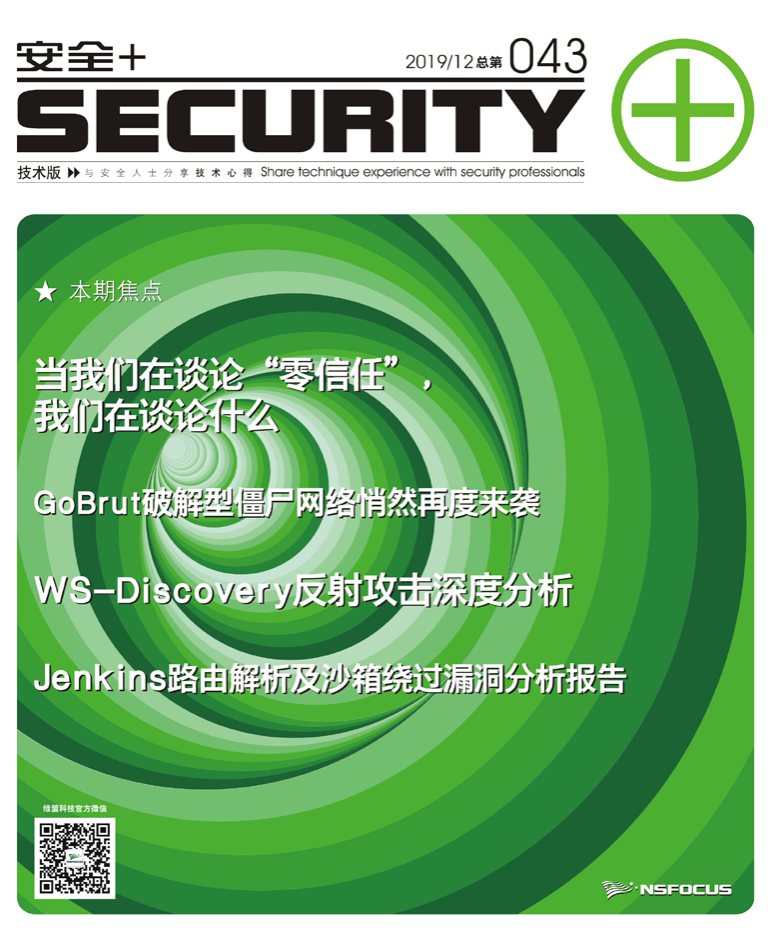 安全+
2019/12 总第 043
SECURITY
技术版 与安全人士分享技术心得 Share technique experience with security professionals
本期焦点
当我们在谈论“零信任”，
我们在谈论什么
GoBrut破解型僵尸网络悄然再度来袭
WS-Discovery反射攻击深度分析
Jenkins路由解析及沙箱绕过漏洞分析报告
绿盟科技官方微信
NSFOCUS